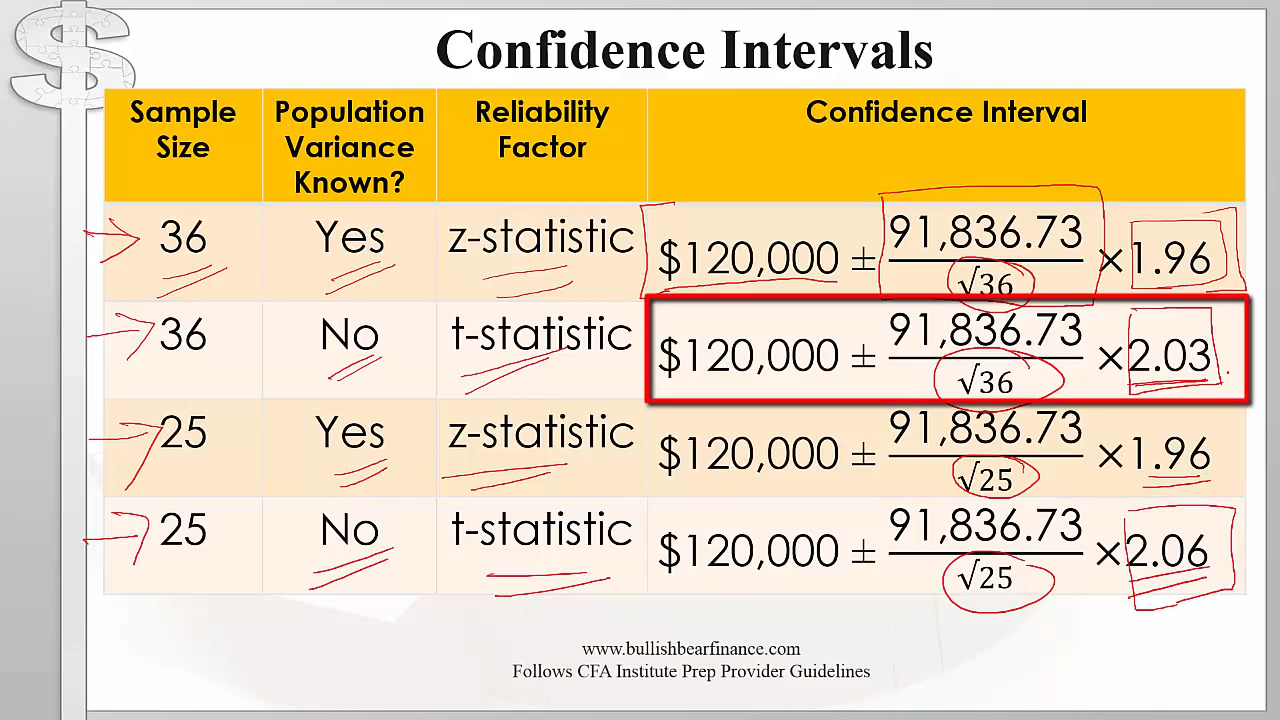 Confidence Intervals
Sample Size
Population Variance Known?
Reliability Factor
Confidence Interval
36 Yes z-statistic $120,000 ± 91,836.73/√36 ×1.96
36 No t-statistic $120,000 ± 91,836.73/√36 ×2.03
25 Yes z-statistic $120,000 ± 91,836.73/√25 ×1.96
25 No t-statistic $120,000 ± 91,836.73/√25 ×2.06
www.bullishbearfinance.com
Follows CFA Institute Prep Provider Guidelines